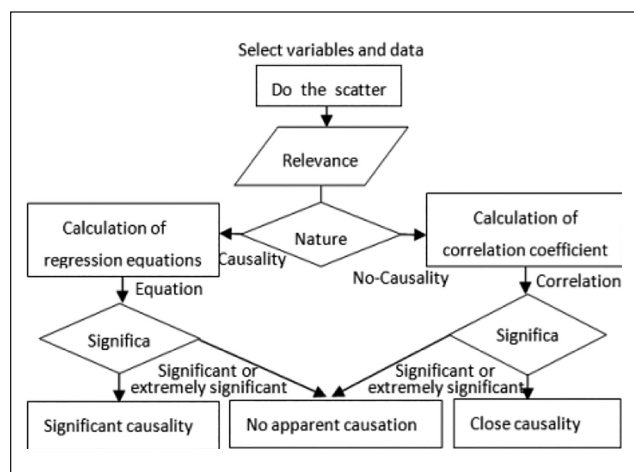 Select variables and data
Do the scatter
Relevance
Calculation of
regression equations
Nature
Calculation of
correlation coefficient
Causality
No-Causality
Equation
Correlation
Significa
Significa
Significant or
extremely significant
Significant or
extremely significant
Significant causality
No apparent causation
Close causality